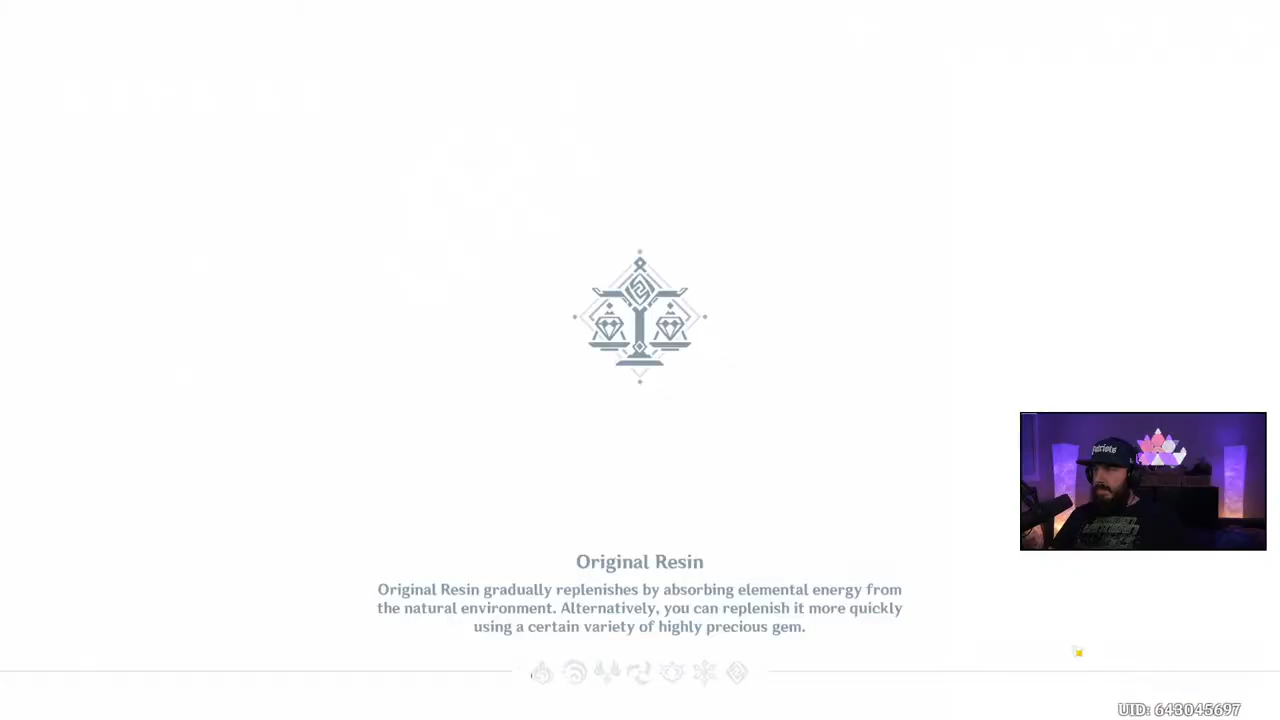 Patriots
Original Resin
Original Resin gradually replenishes by absorbing elemental energy from
the natural environment. Alternatively, you can replenish it more quickly
using a certain variety of highly precious gem.
UID: 643045697